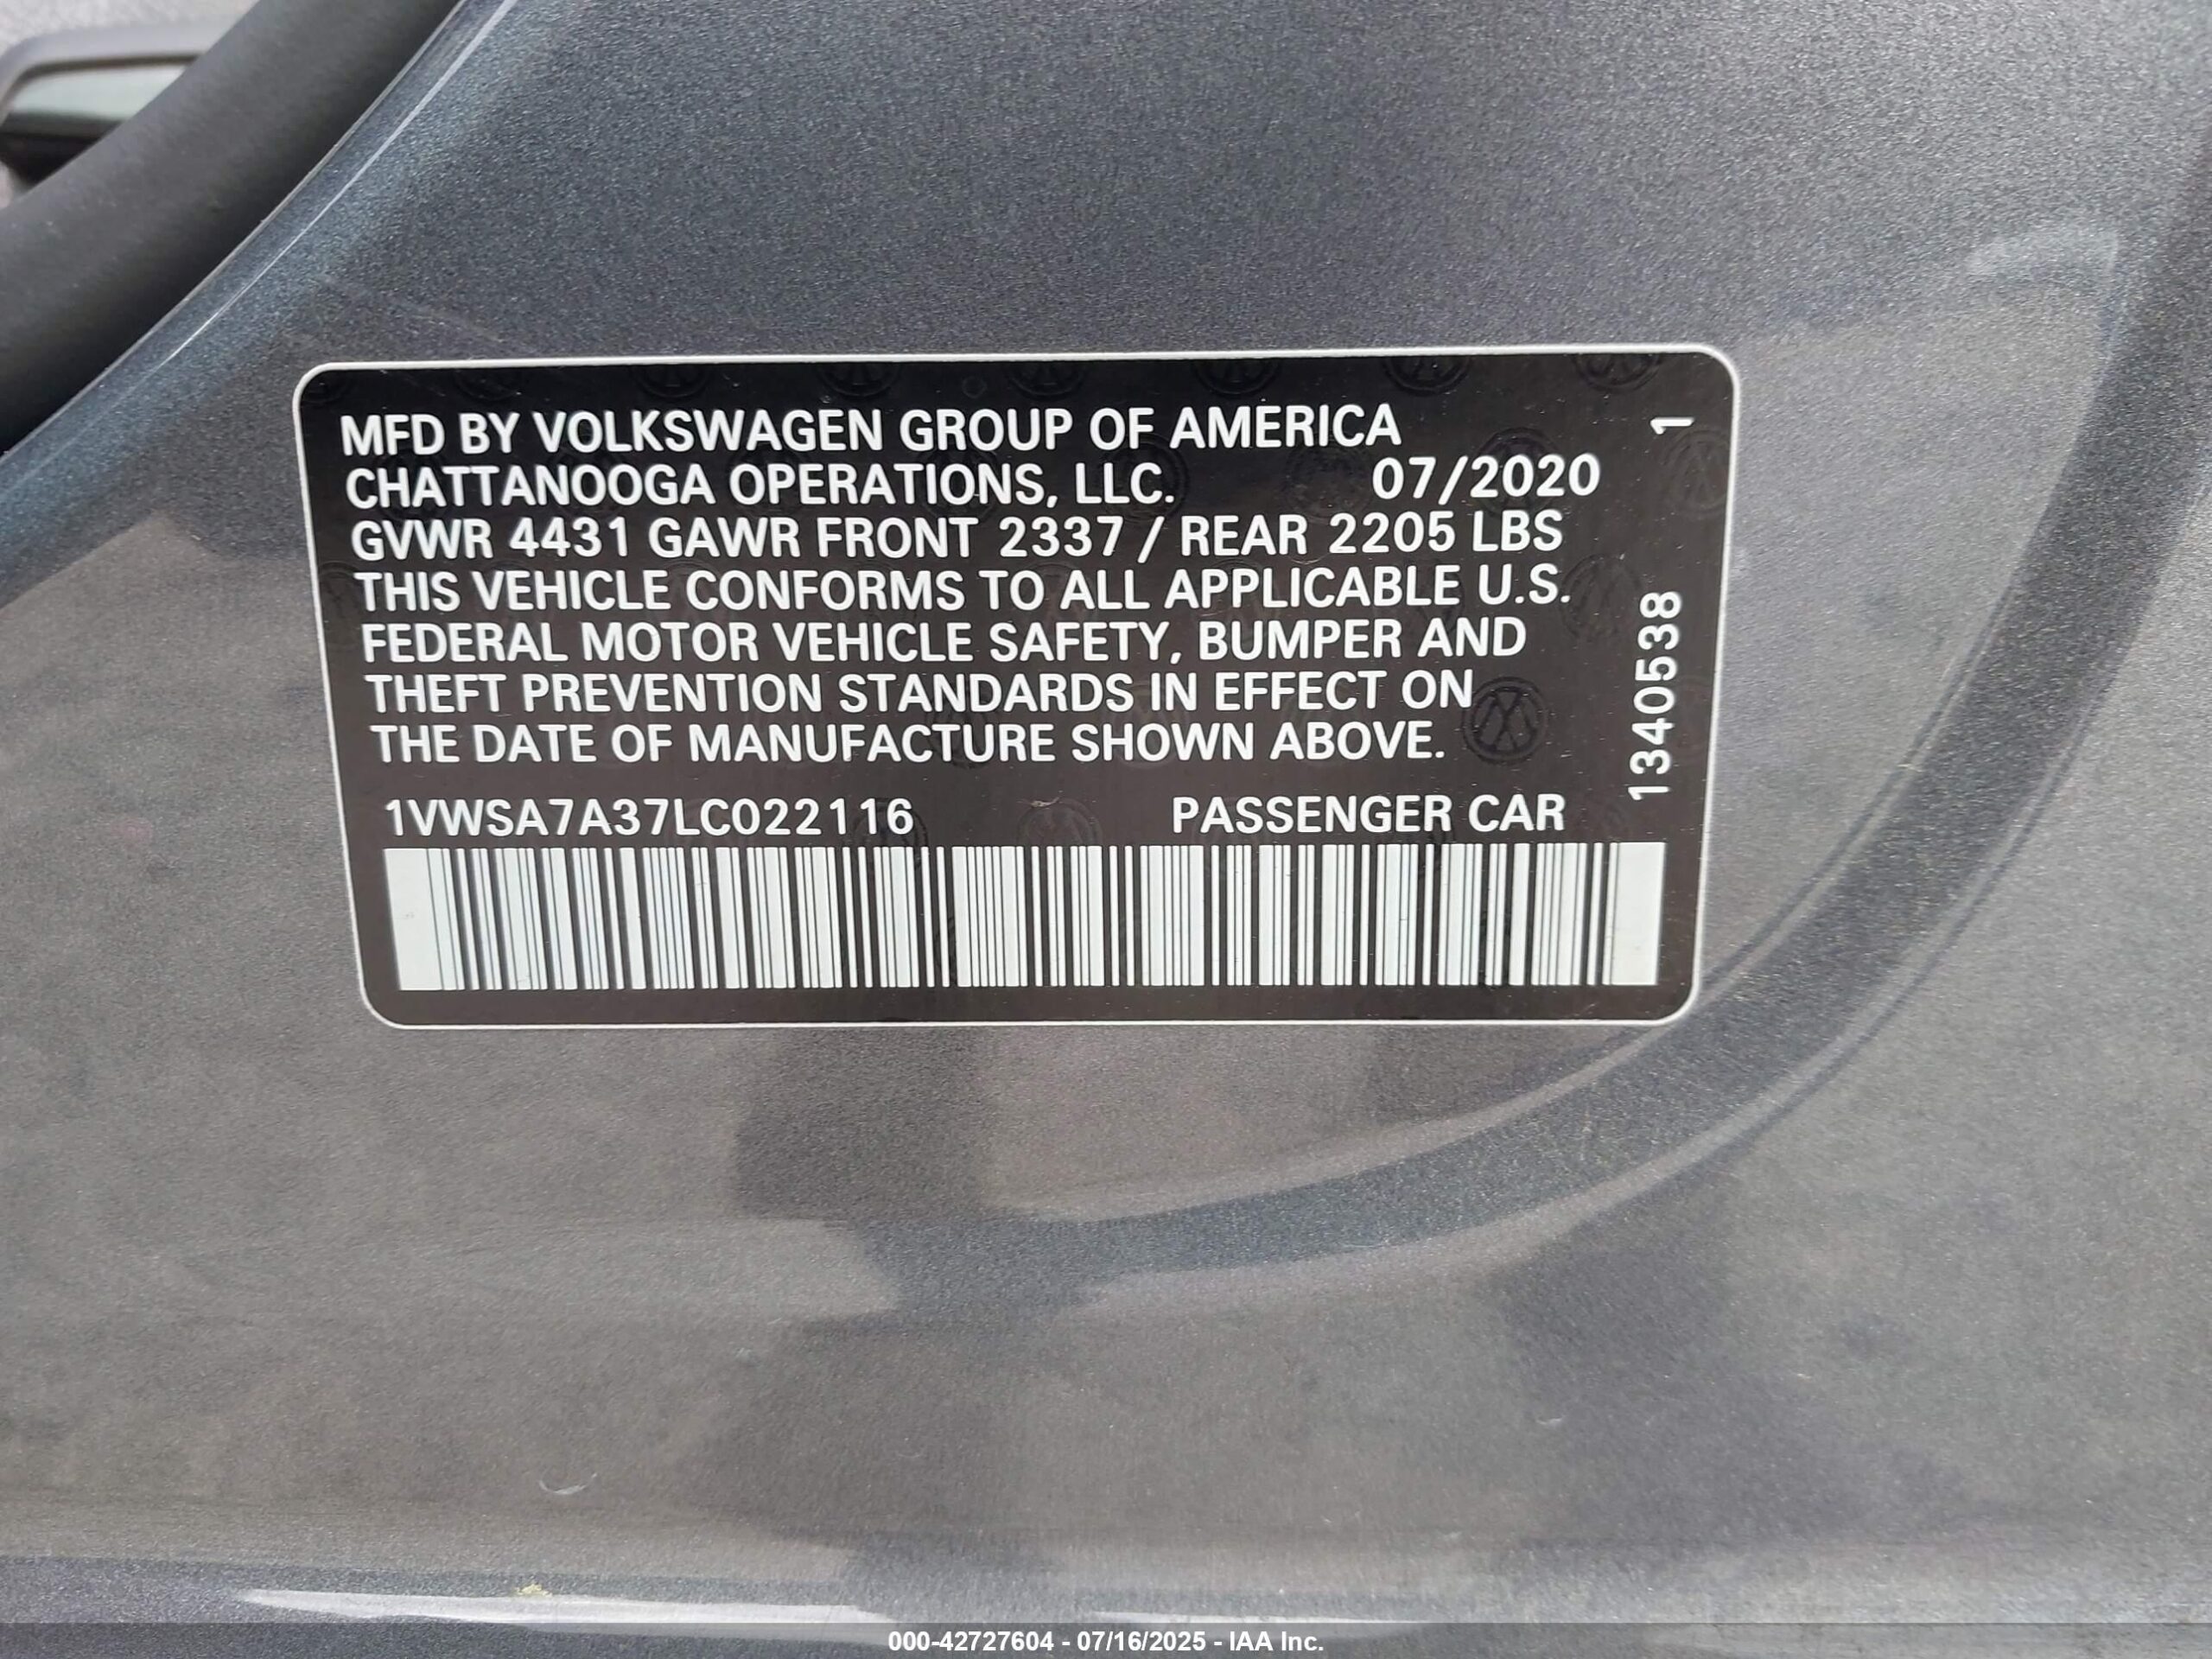 MFD BY VOLKSWAGEN GROUP OF AMERICA
CHATTANOOGA OPERATIONS, LLC. 07/2020
GVWR 4431 GAWR FRONT 2337 / REAR 2205 LBS
THIS VEHICLE CONFORMS TO ALL APPLICABLE U.S.
FEDERAL MOTOR VEHICLE SAFETY, BUMPER AND
THEFT PREVENTION STANDARDS IN EFFECT ON
THE DATE OF MANUFACTURE SHOWN ABOVE.
1VWSA7A37LC022116 PASSENGER CAR
1340538 1
000-42727604 - 07/16/2025 - IAA Inc.